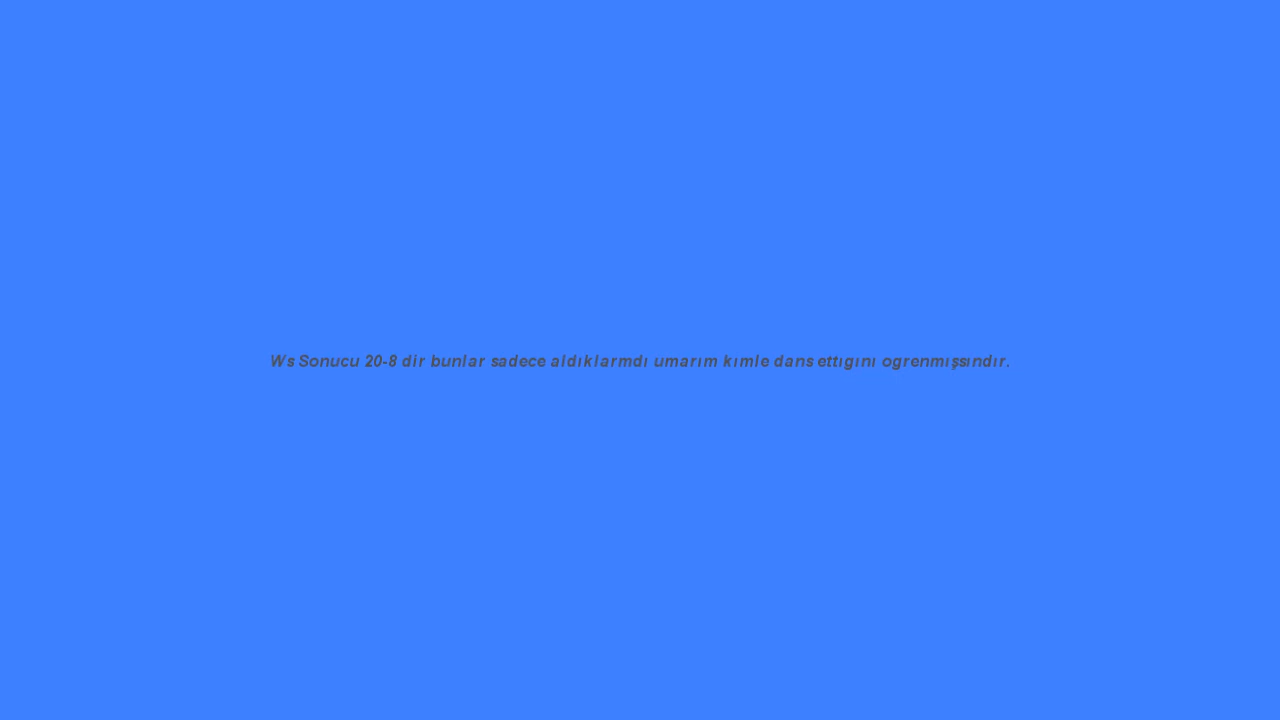 Ws Sonucu 20-8 dir bunlar sadece aldıklarmdı umarım kımle dans ettıgını ogrenmışsındır.